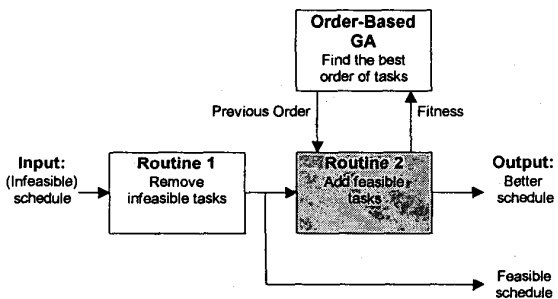 Order-Based
GA
Find the best
order of tasks
Previous Order
Fitness
Input:
(Infeasible)
schedule
Routine 1
Remove
infeasible tasks
Routine 2
Add feasible
tasks
Output:
Better
schedule
Feasible
schedule